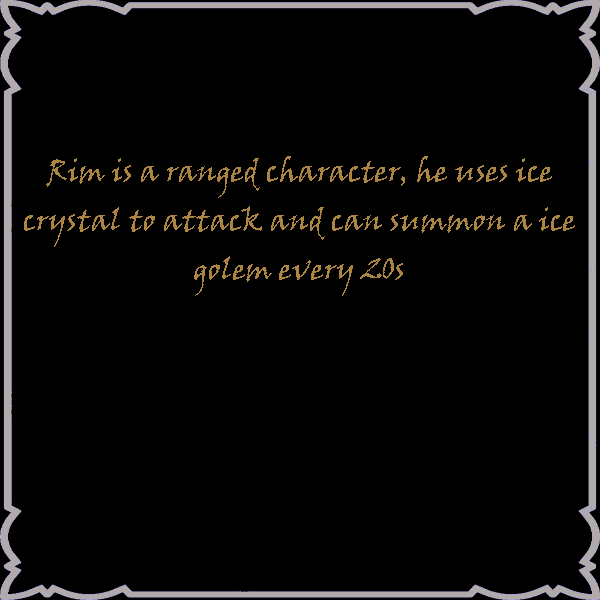 Rim is a ranged character, he uses ice
crystal to attack and can summon a ice
golem every 20s